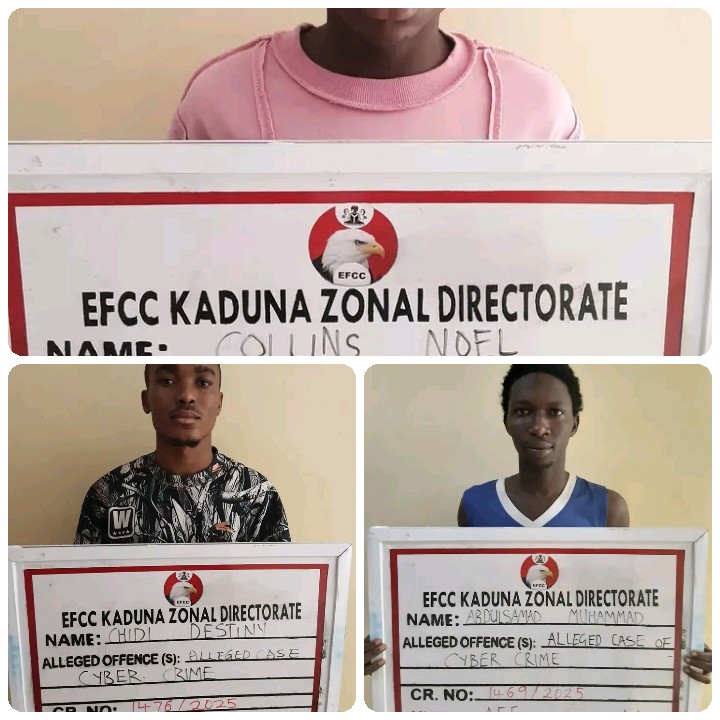 EFCC
EFCC KADUNA ZONAL DIRECTORATE
NAME: COLLINS NOEL
W
EFCC
EFCC KADUNA ZONAL DIRECTORATE
NAME: CHIDI DESTINY
ALLEGED OFFENCE (S): ALLEGED CASE
CYBER CRIME
CR. NO: 1476/2025
EFCC
EFCC KADUNA ZONAL DIRECTORATE
NAME: ABDULSAMAD MUHAMMAD
ALLEGED OFFENCE (S): ALLEGED CASE OF
CYBER CRIME
CR. NO: 1469/2025